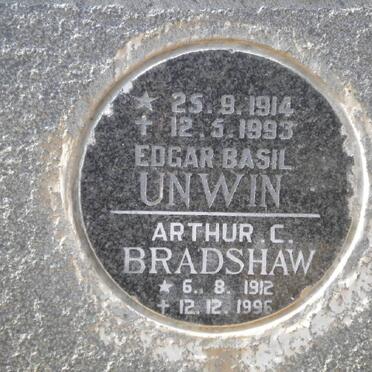 ★ 25.9.1914
✝ 12.5.1993
EDGAR BASIL
UNWIN
ARTHUR C.
BRADSHAW
★ 6.8.1912
✝ 12.12.1996